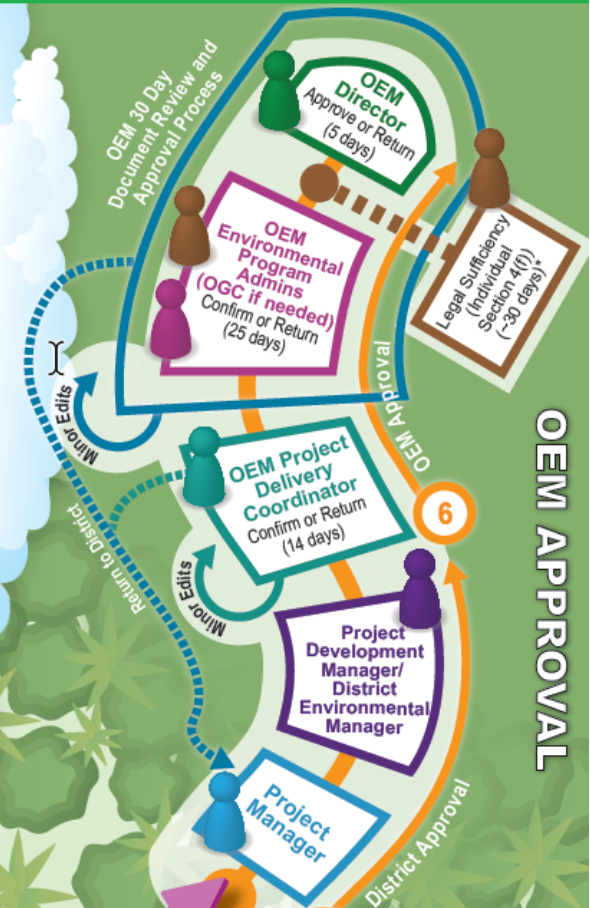 OEM 30 Day
Document Review and
Approval Process
OEM
Director
Approve or Return
(5 days)
OEM
Environmental
Program
Admins
(OGC if needed)
Confirm or Return
(25 days)
Legal Sufficiency
(Individual
Section 4(f))
(~30 days)*
Minor Edits
OEM Approval
OEM APPROVAL
OEM Project
Delivery
Coordinator
Confirm or Return
(14 days)
6
Return to District
Minor Edits
Project
Development
Manager/
District
Environmental
Manager
Project
Manager
District Approval